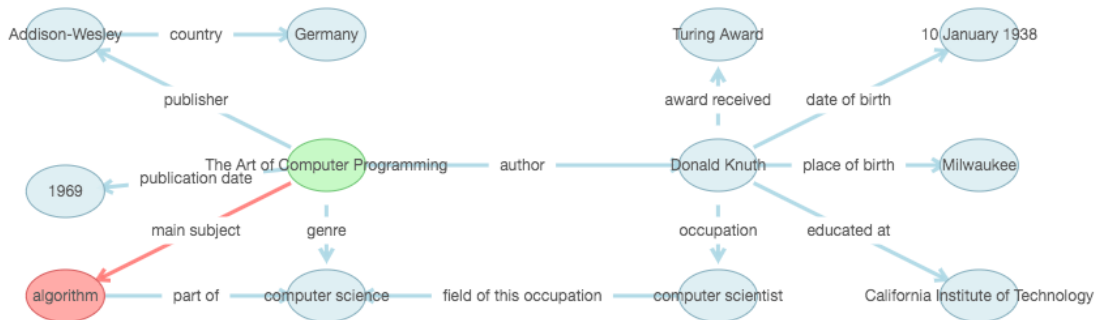 Addison-Wesley country Germany Turing Award 10 January 1938
publisher award received date of birth
The Art of Computer Programming author Donald Knuth place of birth Milwaukee
publication date
1969
main subject genre occupation educated at
algorithm part of computer science field of this occupation computer scientist California Institute of Technology